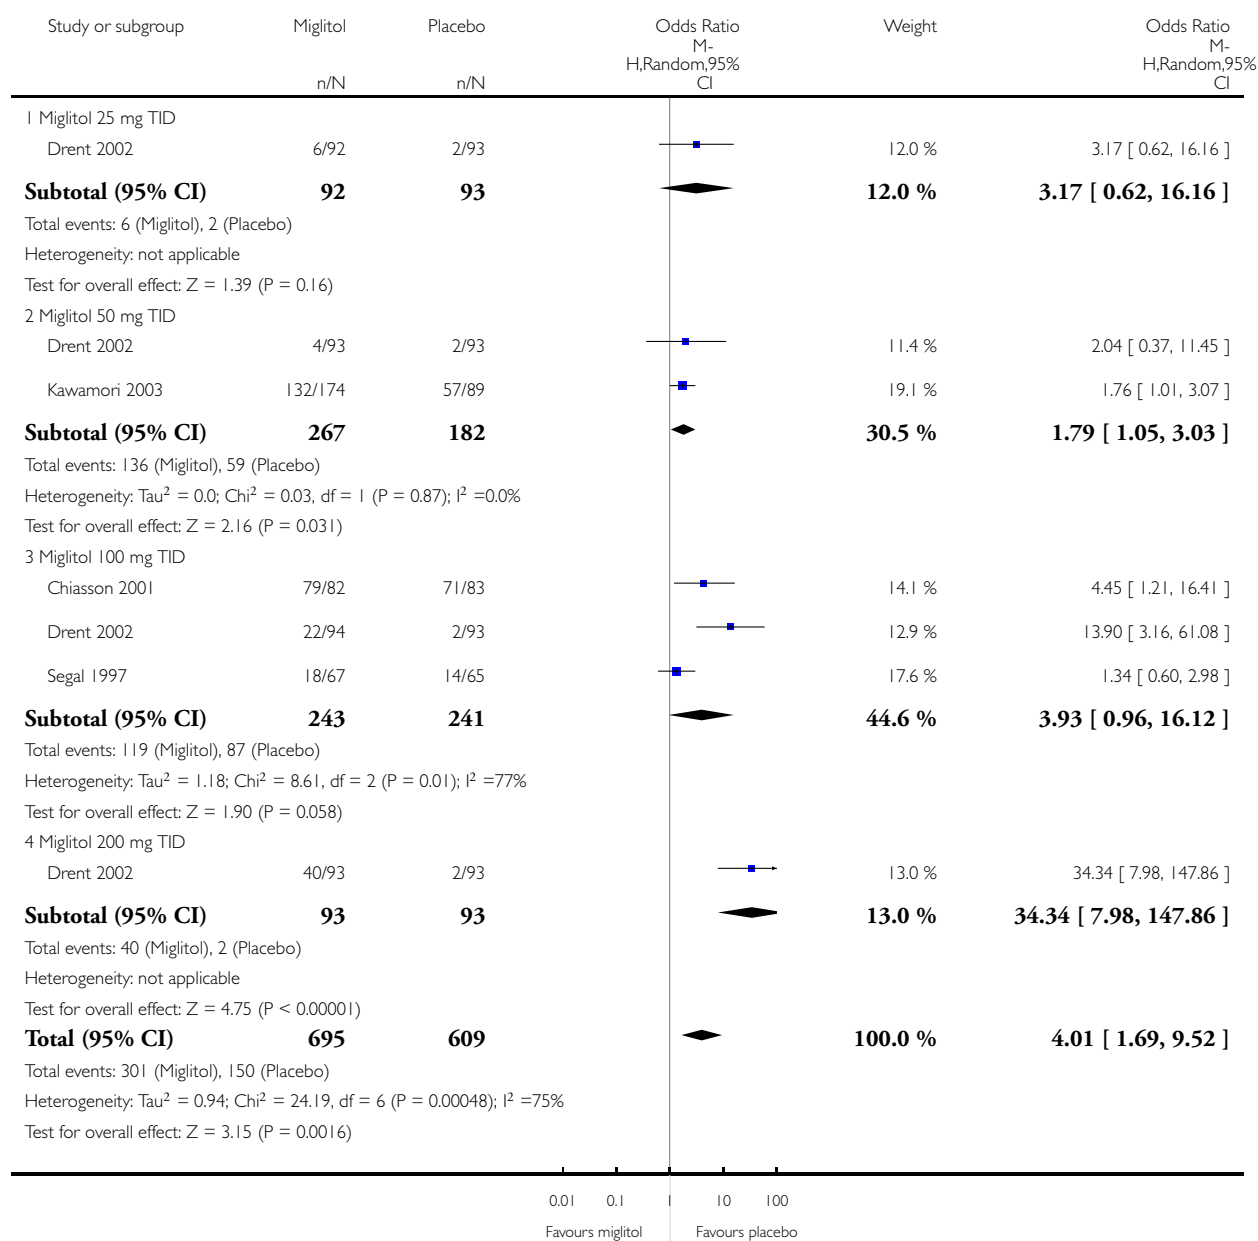 Study or subgroup Miglitol Placebo Odds Ratio Weight Odds Ratio
M-
H,Random,95%
CI
M-
H,Random,95%
CI
n/N n/N
1 Miglitol 25 mg TID
Drent 2002 6/92 2/93 12.0 % 3.17 [ 0.62, 16.16 ]
Subtotal (95% CI) 92 93 12.0 % 3.17 [ 0.62, 16.16 ]
Total events: 6 (Miglitol), 2 (Placebo)
Heterogeneity: not applicable
Test for overall effect: Z = 1.39 (P = 0.16)
2 Miglitol 50 mg TID
Drent 2002 4/93 2/93 11.4 % 2.04 [ 0.37, 11.45 ]
Kawamori 2003 132/174 57/89 19.1 % 1.76 [ 1.01, 3.07 ]
Subtotal (95% CI) 267 182 30.5 % 1.79 [ 1.05, 3.03 ]
Total events: 136 (Miglitol), 59 (Placebo)
Heterogeneity: Tau² = 0.0; Chi² = 0.03, df = 1 (P = 0.87); I² =0.0%
Test for overall effect: Z = 2.16 (P = 0.031)
3 Miglitol 100 mg TID
Chiasson 2001 79/82 71/83 14.1 % 4.45 [ 1.21, 16.41 ]
Drent 2002 22/94 2/93 12.9 % 13.90 [ 3.16, 61.08 ]
Segal 1997 18/67 14/65 17.6 % 1.34 [ 0.60, 2.98 ]
Subtotal (95% CI) 243 241 44.6 % 3.93 [ 0.96, 16.12 ]
Total events: 119 (Miglitol), 87 (Placebo)
Heterogeneity: Tau² = 1.18; Chi² = 8.61, df = 2 (P = 0.01); I² =77%
Test for overall effect: Z = 1.90 (P = 0.058)
4 Miglitol 200 mg TID
Drent 2002 40/93 2/93 13.0 % 34.34 [ 7.98, 147.86 ]
Subtotal (95% CI) 93 93 13.0 % 34.34 [ 7.98, 147.86 ]
Total events: 40 (Miglitol), 2 (Placebo)
Heterogeneity: not applicable
Test for overall effect: Z = 4.75 (P < 0.00001)
Total (95% CI) 695 609 100.0 % 4.01 [ 1.69, 9.52 ]
Total events: 301 (Miglitol), 150 (Placebo)
Heterogeneity: Tau² = 0.94; Chi² = 24.19, df = 6 (P = 0.00048); I² =75%
Test for overall effect: Z = 3.15 (P = 0.0016)
0.01 0.1 1 10 100
Favours miglitol Favours placebo